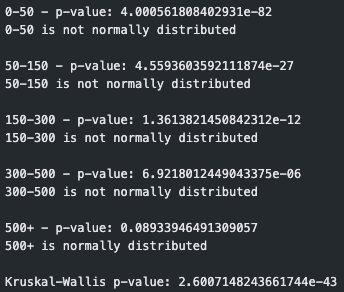 0-50 - p-value: 4.000561808402931e-82
0-50 is not normally distributed
50-150 - p-value: 4.5593603592111874e-27
50-150 is not normally distributed
150-300 - p-value: 1.3613821450842312e-12
150-300 is not normally distributed
300-500 - p-value: 6.9218012449043375e-06
300-500 is not normally distributed
500+ - p-value: 0.08933946491309057
500+ is normally distributed
Kruskal-Wallis p-value: 2.6007148243661744e-43